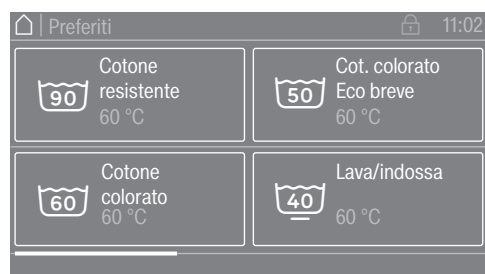 Preferiti
11:02
90
Cotone
resistente
60 °C
50
Cot. colorato
Eco breve
60 °C
60
Cotone
colorato
60 °C
40
Lava/indossa
60 °C